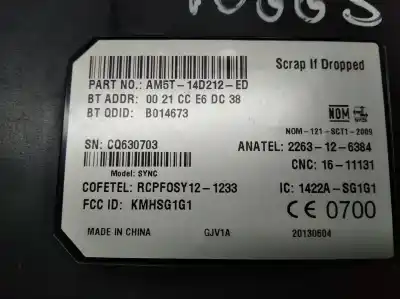 Scrap If Dropped
PART NO.: AM5T-14D212-ED
BT ADDR: 00 21 CC E6 DC 38
BT QDID: B014673
NOM
NOM-121-SCT1-2009
SN: CQ630703
ANATEL: 2263-12-6384
Model: SYNC
CNC: 16-11131
COFETEL: RCPFOSY12-1233
IC: 1422A-SG1G1
FCC ID: KMHSG1G1
CE 0700
MADE IN CHINA
GJV1A
20130604